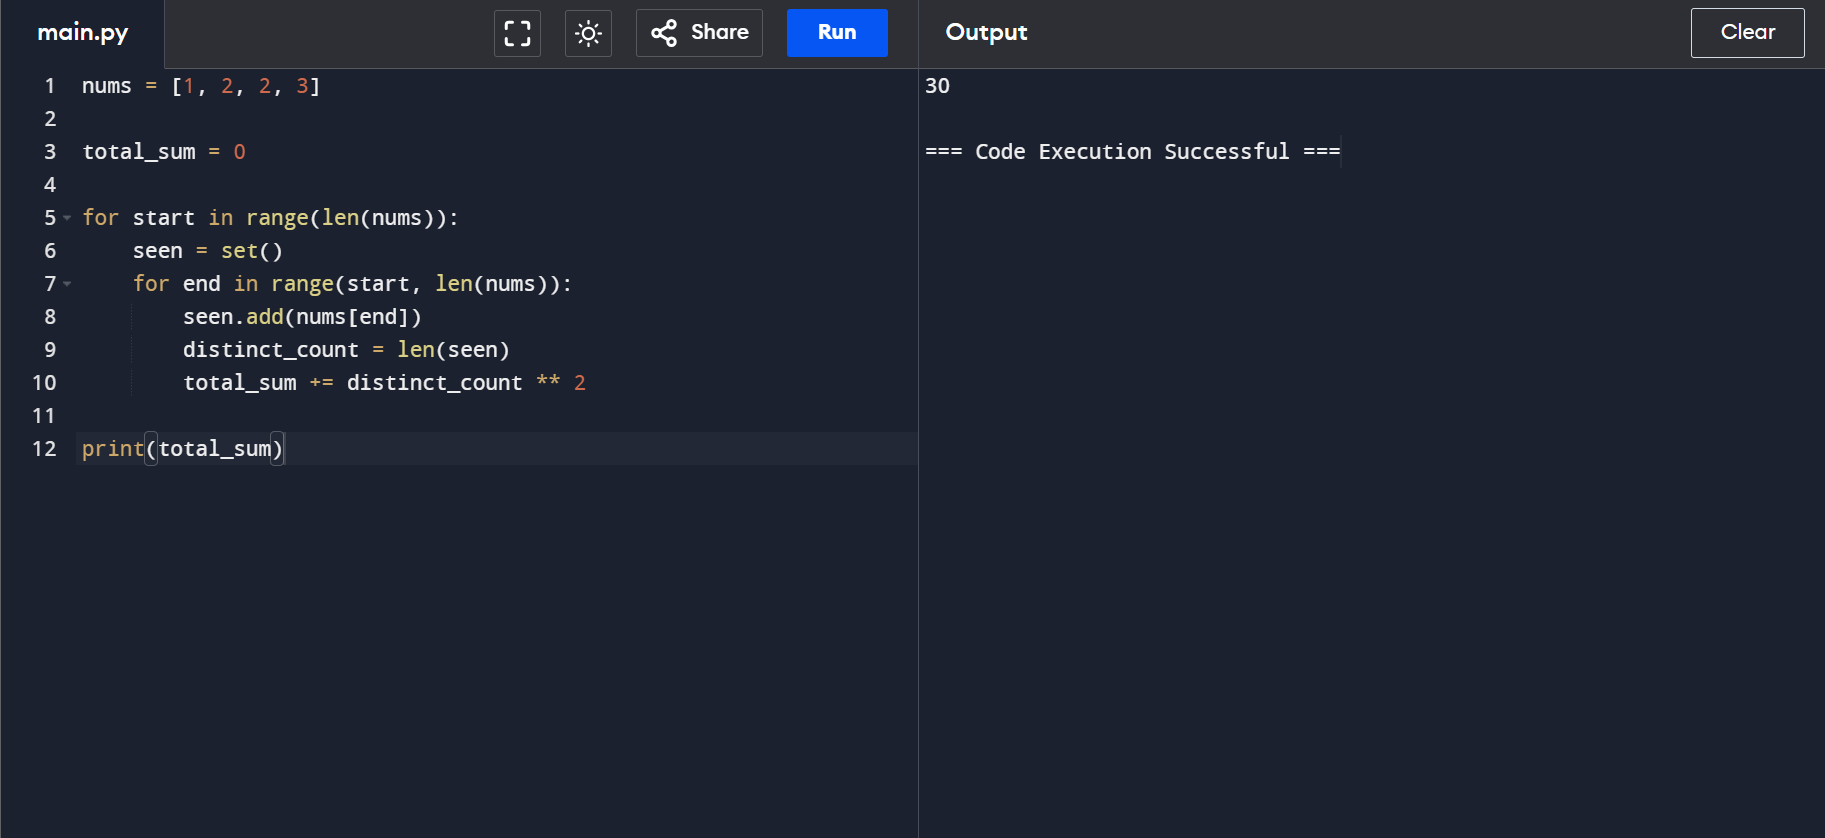 main.py
Share
Run
Output
Clear
1 nums = [1, 2, 2, 3]
2
3 total_sum = 0
4
5 for start in range(len(nums)):
6     seen = set()
7     for end in range(start, len(nums)):
8         seen.add(nums[end])
9         distinct_count = len(seen)
10         total_sum += distinct_count ** 2
11
12 print(total_sum)
30
=== Code Execution Successful ===